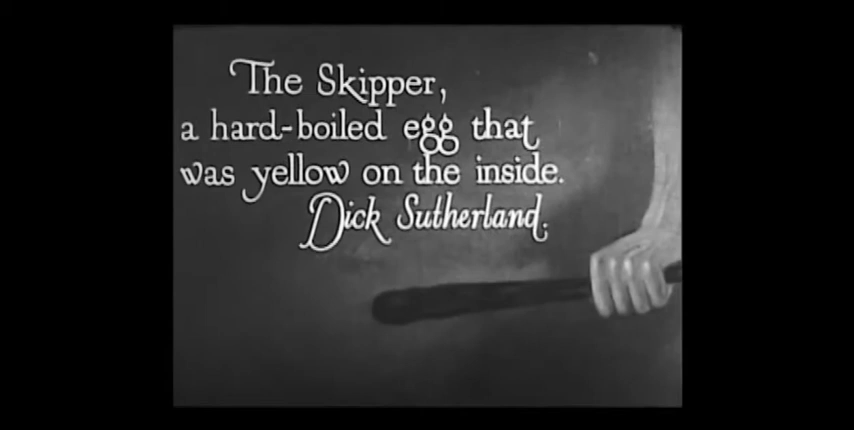 The Skipper,
a hard-boiled egg that
was yellow on the inside.
Dick Sutherland.